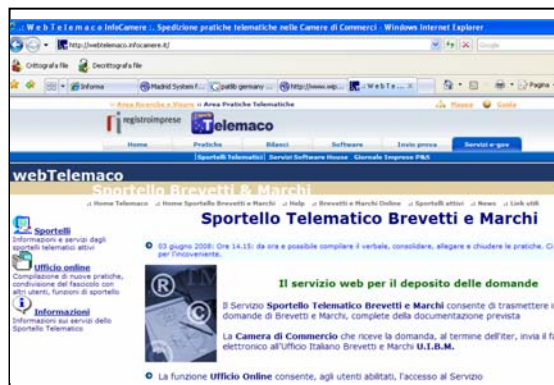 .: W e b T e l e m a c o InfoCamere :. Spedizione pratiche telematiche nelle Camere di Commerci - Windows Internet Explorer
http://webtelemaco.infocamere.it/
Google
Crittografa file Decrittografa file
Informa Madrid System f... patlib germany ... http://www.wip... .: W e b T e ... Pagina
Area Ricerche e Visure :: Area Pratiche Telematiche Mappa Guida
registroimprese Telemaco
Home Pratiche Bilanci Software Invio prova Servizi e-gov
Sportelli Telematici Servizi Software House Giornale Imprese P&S
webTelemaco
Sportello Brevetti & Marchi
Home Telemaco Home Sportello Brevetti e Marchi Help Brevetti e Marchi Online Sportelli attivi News Link utili
Sportello Telematico Brevetti e Marchi
Sportelli
Informazioni e servizi dagli
sportelli telematici attivi
Ufficio online
Compilazione di nuove pratiche,
condivisione del fascicolo con
altri utenti, funzioni di sportello
Informazioni
Informazioni sui servizi dello
Sportello Telematico
03 giugno 2008: Ore 14.15: da ora e possibile compilare il verbale, consolidare, allegare e chiudere le pratiche. Ci
per l'inconveniente.
® © ®
Il servizio web per il deposito delle domande
Il Servizio Sportello Telematico Brevetti e Marchi consente di trasmettere i
domande di Brevetti e Marchi, complete della documentazione prevista
La Camera di Commercio che riceve la domanda, al termine dell'iter, invia il fa
elettronico all'Ufficio Italiano Brevetti e Marchi U.I.B.M.
La funzione Ufficio Online consente, agli utenti abilitati, l'accesso al Servizio